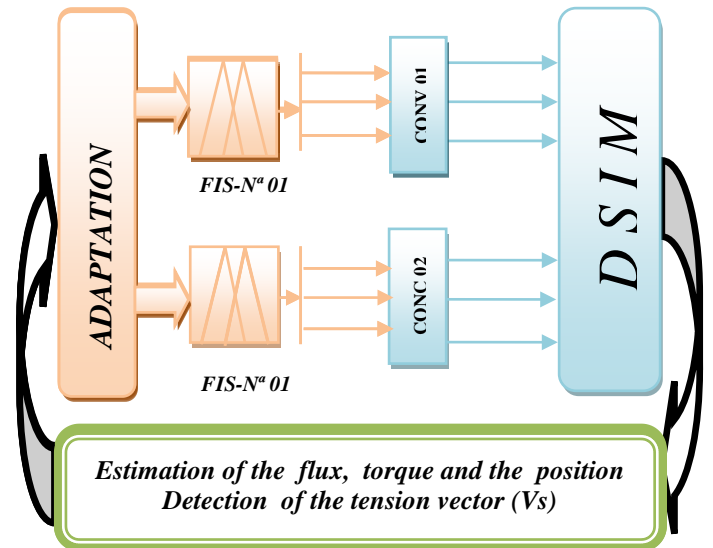 ADAPTATION
FIS-Nª 01
CONV 01
FIS-Nª 01
CONC 02
D S I M
Estimation of the flux, torque and the position
Detection of the tension vector (Vs)